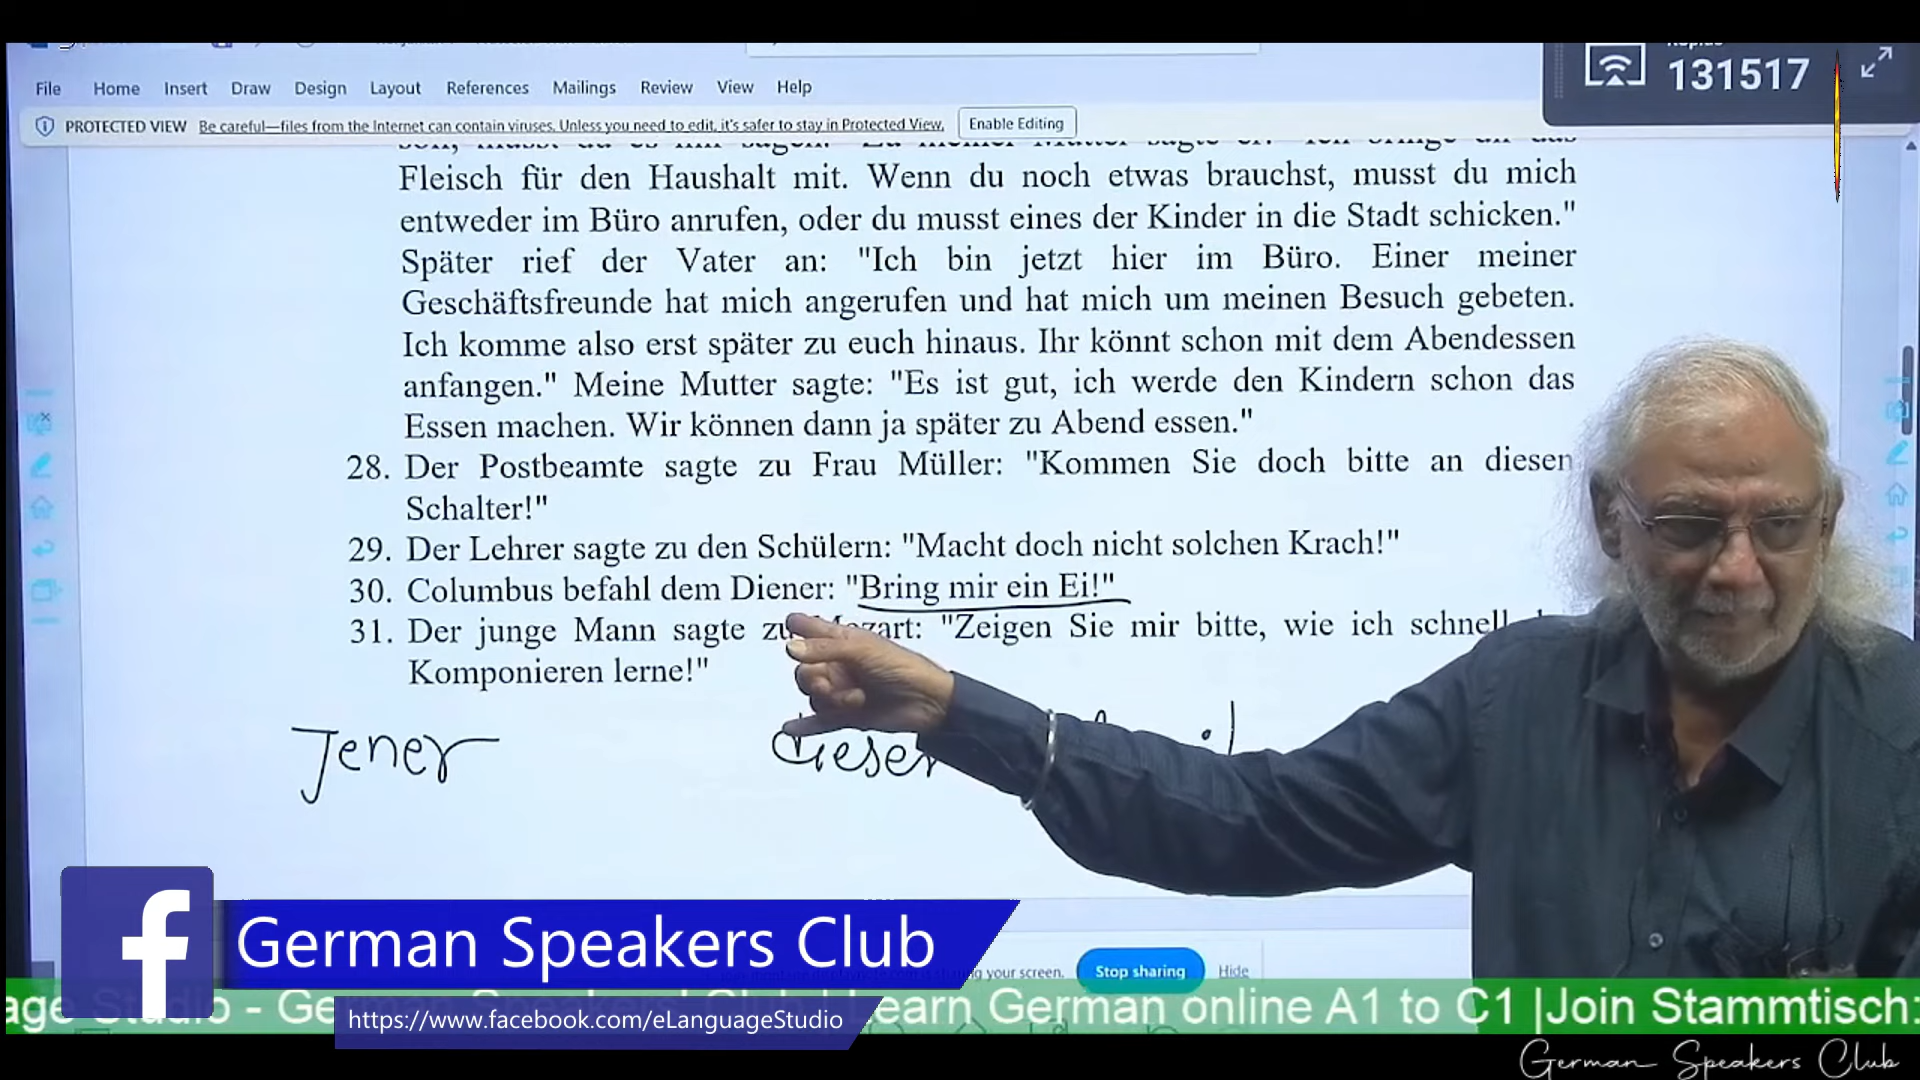 131517
File Home Insert Draw Design Layout References Mailings Review View Help
PROTECTED VIEW Be careful—files from the Internet can contain viruses. Unless you need to edit, it's safer to stay in Protected View. Enable Editing
Fleisch für den Haushalt mit. Wenn du noch etwas brauchst, musst du mich
entweder im Büro anrufen, oder du musst eines der Kinder in die Stadt schicken."
Später rief der Vater an: "Ich bin jetzt hier im Büro. Einer meiner
Geschäftsfreunde hat mich angerufen und hat mich um meinen Besuch gebeten.
Ich komme also erst später zu euch hinaus. Ihr könnt schon mit dem Abendessen
anfangen." Meine Mutter sagte: "Es ist gut, ich werde den Kindern schon das
Essen machen. Wir können dann ja später zu Abend essen."
28. Der Postbeamte sagte zu Frau Müller: "Kommen Sie doch bitte an diesen
Schalter!"
29. Der Lehrer sagte zu den Schülern: "Macht doch nicht solchen Krach!"
30. Columbus befahl dem Diener: "Bring mir ein Ei!"
31. Der junge Mann sagte zu Mozart: "Zeigen Sie mir bitte, wie ich schnell
Komponieren lerne!"
Jener dieser
German Speakers Club
your screen. Stop sharing Hide
Learn German online A1 to C1 |Join Stammtisch:
https://www.facebook.com/eLanguageStudio
German Speakers Club